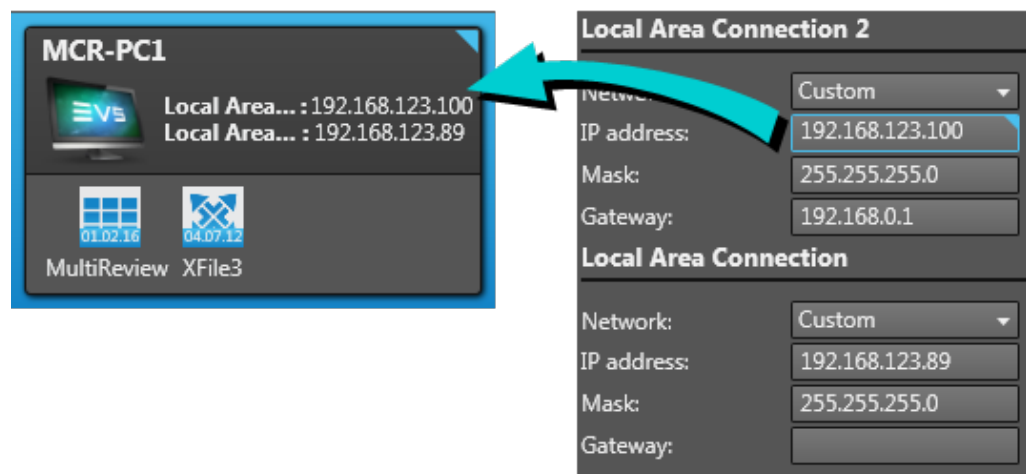 MCR-PC1
EVS
Local Area... : 192.168.123.100
Local Area... : 192.168.123.89
01.02.16
04.07.12
MultiReview XFile3
Local Area Connection 2
Custom
IP address: 192.168.123.100
Mask: 255.255.255.0
Gateway: 192.168.0.1
Local Area Connection
Network: Custom
IP address: 192.168.123.89
Mask: 255.255.255.0
Gateway: